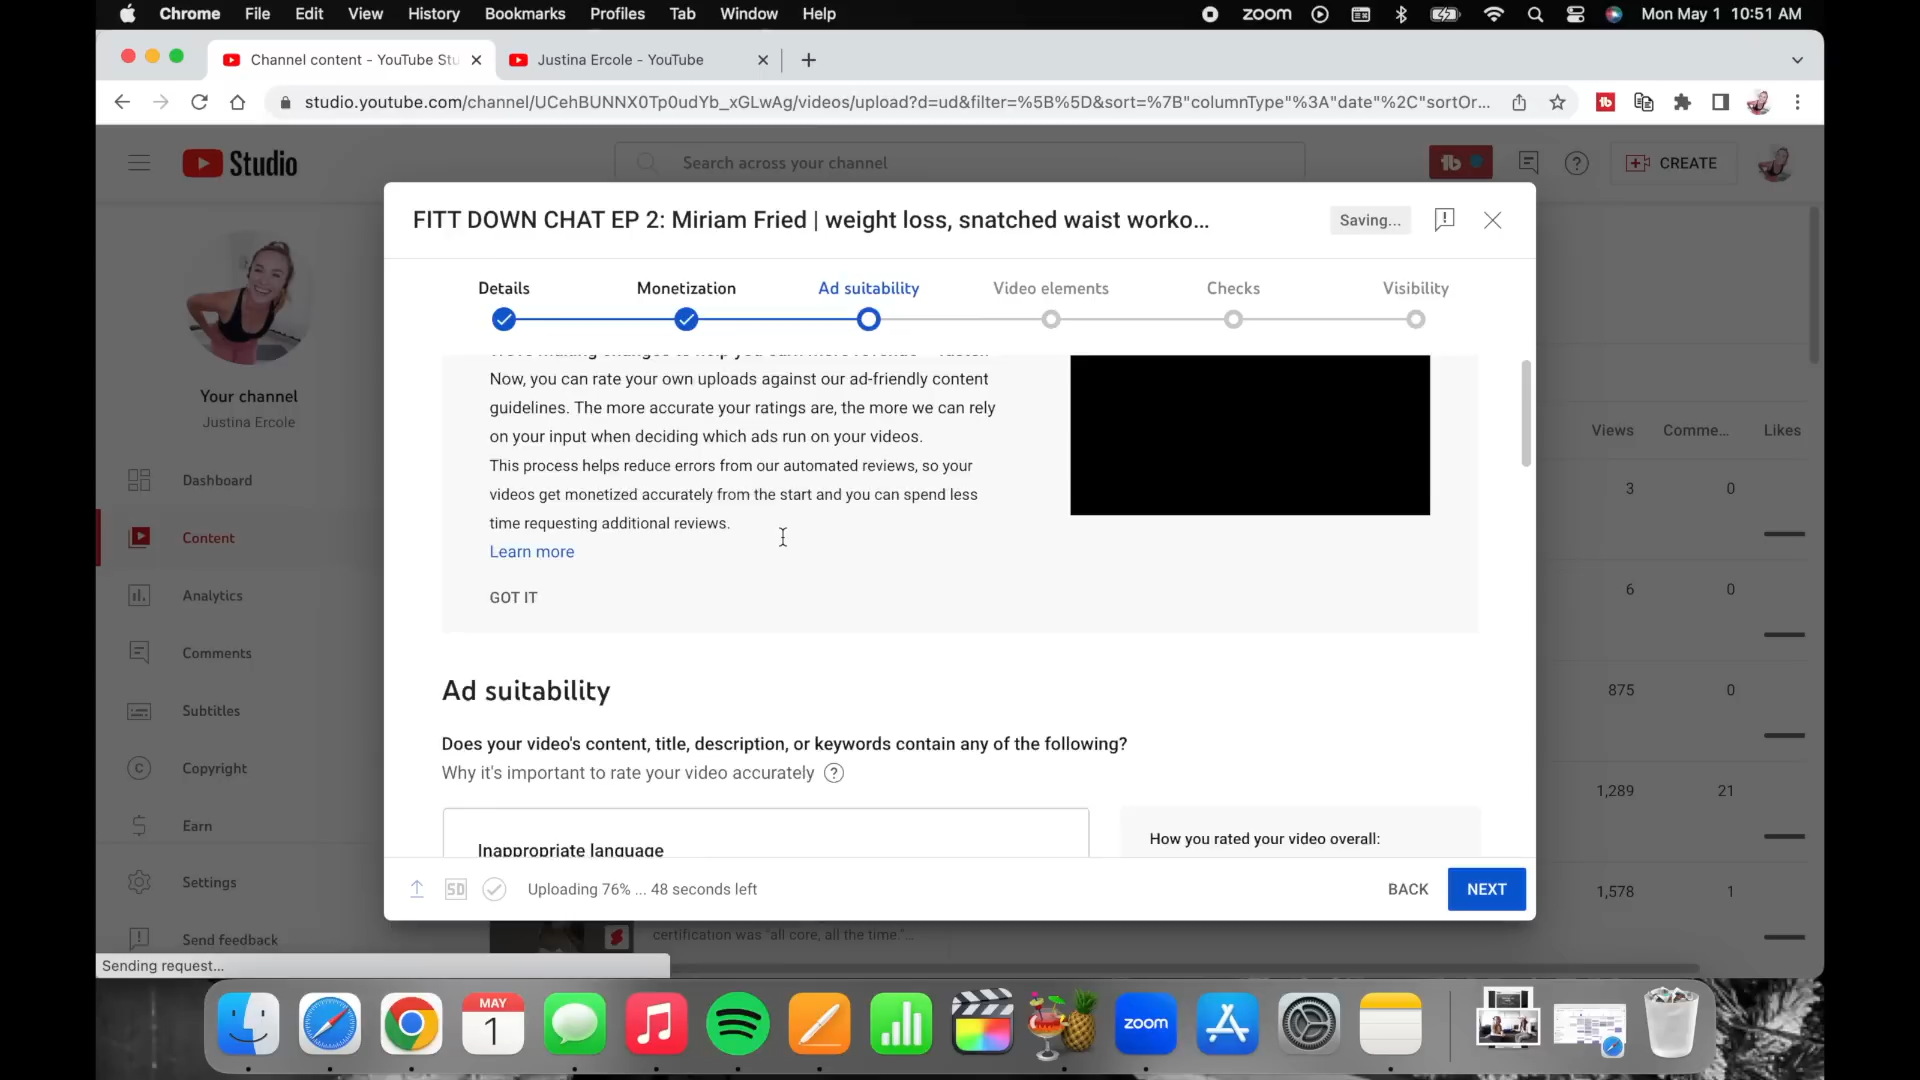 Chrome File Edit View History Bookmarks Profiles Tab Window Help zoom Mon May 1 10:51 AM
Channel content - YouTube Stu Justina Ercole - YouTube
studio.youtube.com/channel/UCehBUNNX0Tp0udYb_xGLwAg/videos/upload?d=ud&filter=%5B%5D&sort=%7B"columnType"%3A"date"%2C"sortOr...
Studio Search across your channel CREATE
FITT DOWN CHAT EP 2: Miriam Fried | weight loss, snatched waist worko... Saving...
Details Monetization Ad suitability Video elements Checks Visibility
Now, you can rate your own uploads against our ad-friendly content
guidelines. The more accurate your ratings are, the more we can rely
on your input when deciding which ads run on your videos.
This process helps reduce errors from our automated reviews, so your
videos get monetized accurately from the start and you can spend less
time requesting additional reviews.
Learn more
GOT IT
Ad suitability
Does your video's content, title, description, or keywords contain any of the following?
Why it's important to rate your video accurately
Inappropriate language
How you rated your video overall:
SD Uploading 76% ... 48 seconds left BACK NEXT
Your channel
Justina Ercole
Dashboard
Content
Analytics
Comments
Subtitles
Copyright
Earn
Settings
Send feedback
Views Comme... Likes
3 0
6 0
875 0
1,289 21
1,578 1
certification was "all core, all the time."...
Sending request...
MAY
1
zoom